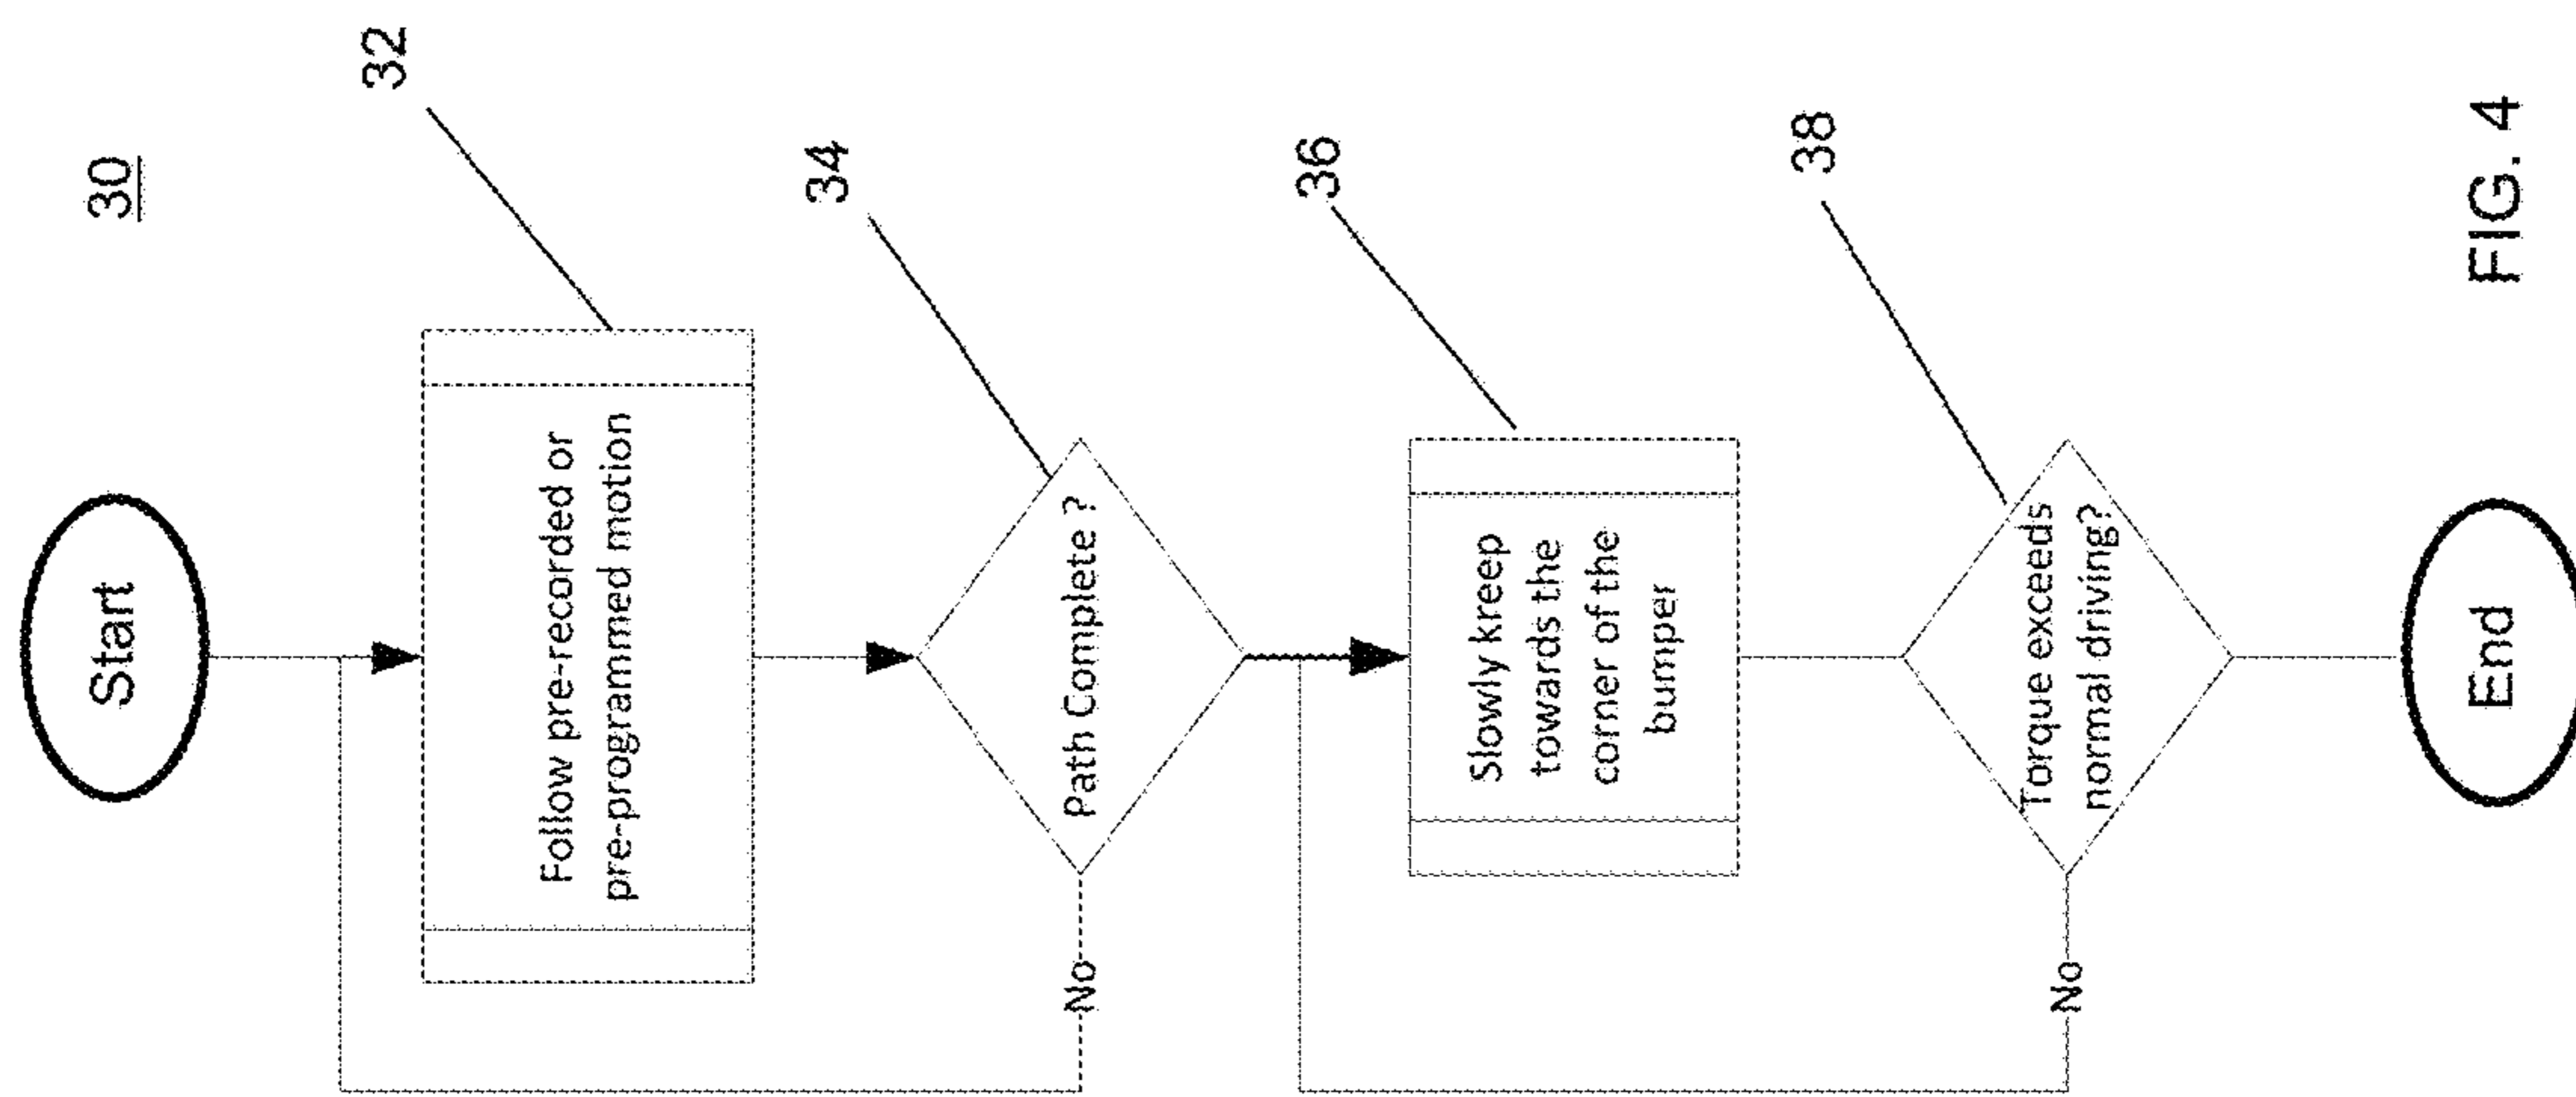 30
Start
32
Follow pre-recorded or
pre-programmed motion
34
Path Complete ?
No
36
Slowly kreep
towards the
corner of the
bumper
38
Torque exceeds
normal driving?
No
End
FIG. 4